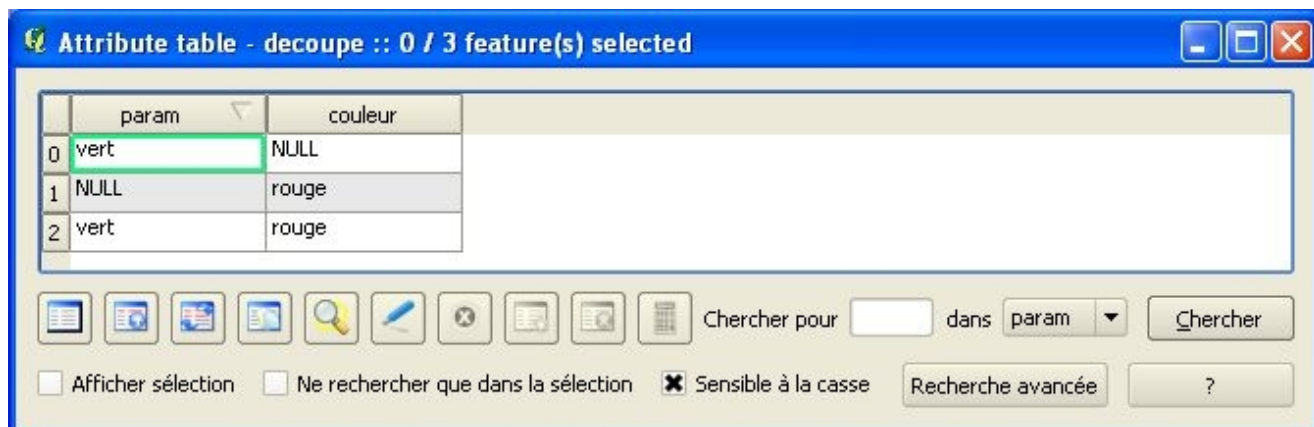 Attribute table - decoupe :: 0 / 3 feature(s) selected
param couleur
0 vert NULL
1 NULL rouge
2 vert rouge
Chercher pour dans param Chercher
Afficher sélection Ne rechercher que dans la sélection Sensible à la casse Recherche avancée ?